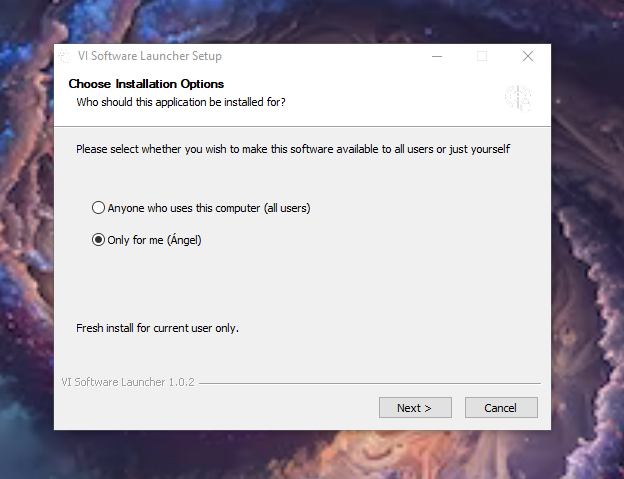 VI Software Launcher Setup
Choose Installation Options
Who should this application be installed for?
Please select whether you wish to make this software available to all users or just yourself
Anyone who uses this computer (all users)
Only for me (Ángel)
Fresh install for current user only.
VI Software Launcher 1.0.2
Next >
Cancel